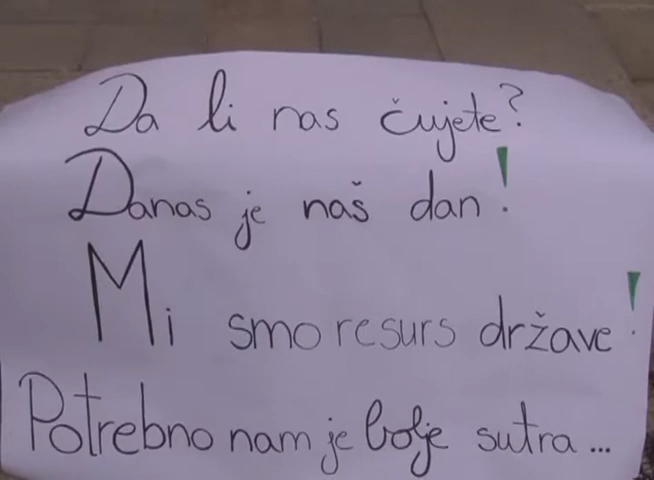 Da li nas čujete?
Danas je naš dan!
Mi smo resurs države!
Potrebno nam je bolje sutra...